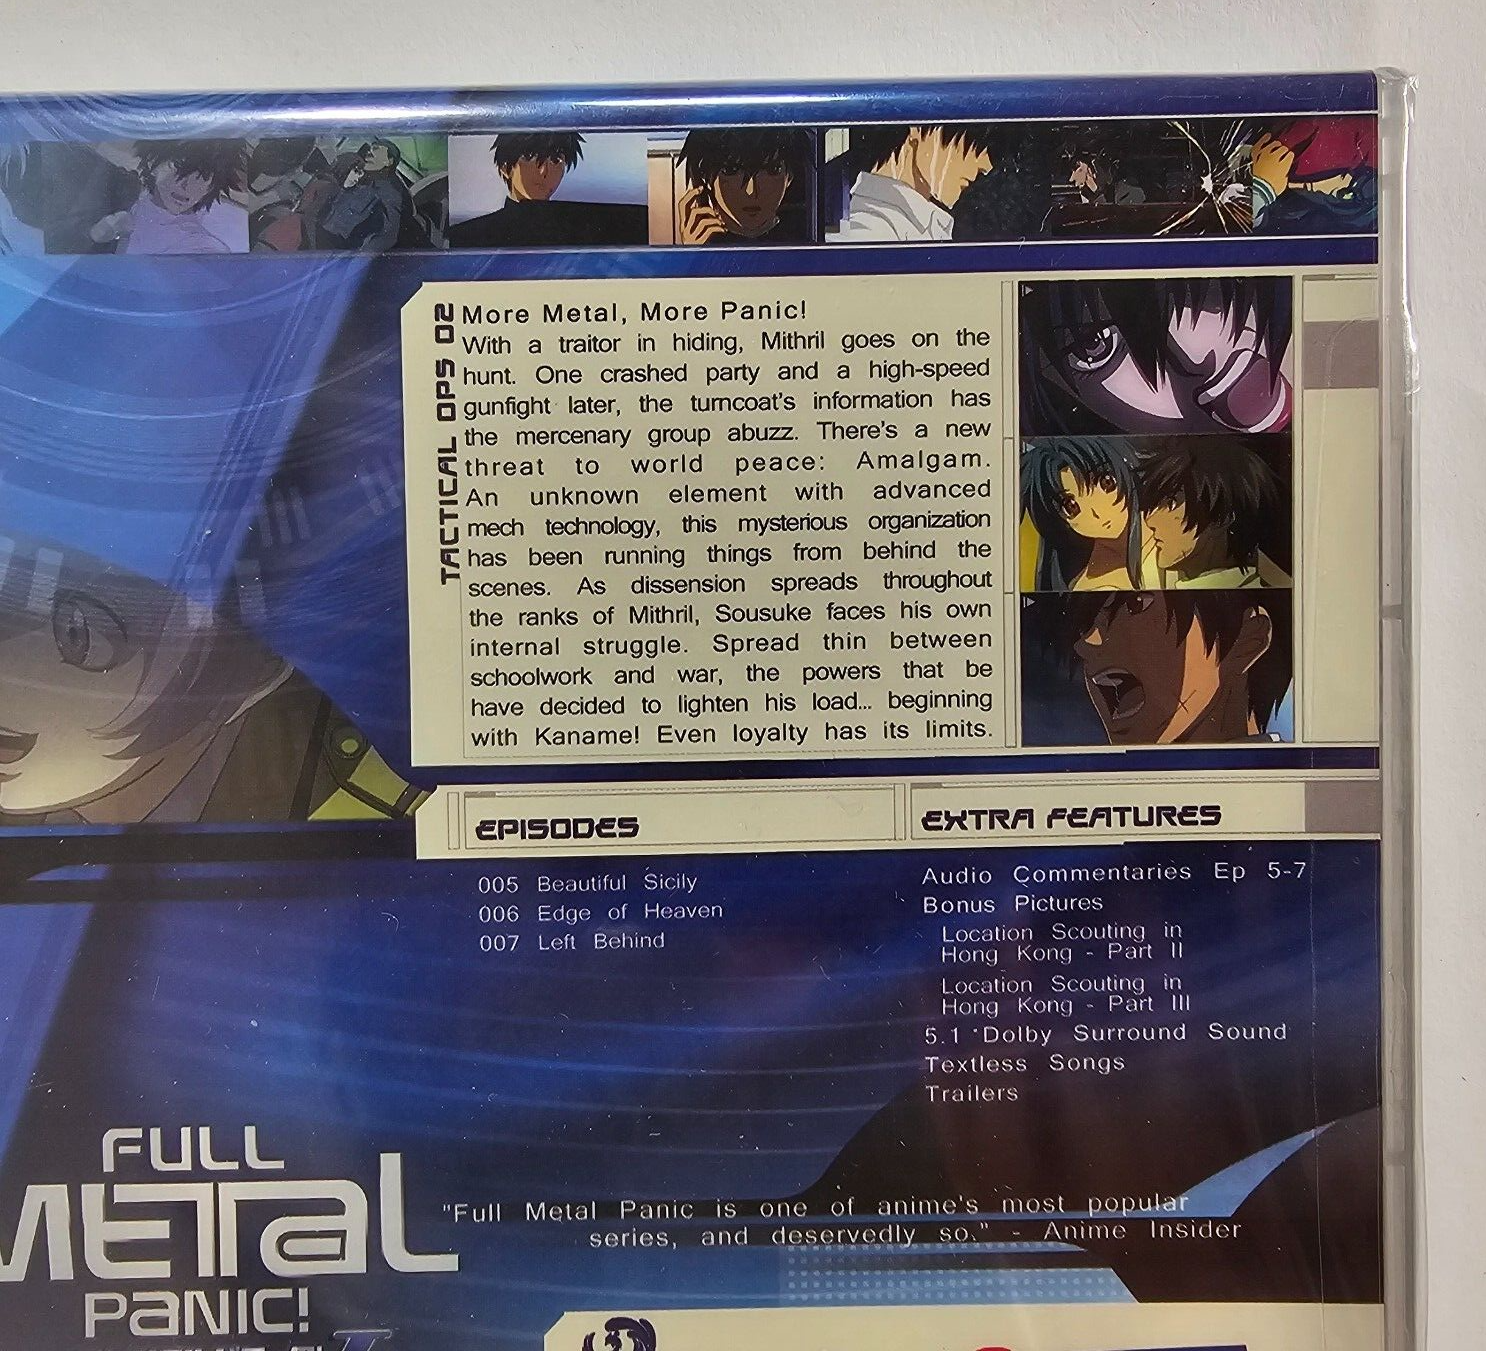 TACTICAL OPS 02
More Metal, More Panic!
With a traitor in hiding, Mithril goes on the
hunt. One crashed party and a high-speed
gunfight later, the turncoat's information has
the mercenary group abuzz. There's a new
threat to world peace: Amalgam.
An unknown element with advanced
mech technology, this mysterious organization
has been running things from behind the
scenes. As dissension spreads throughout
the ranks of Mithril, Sousuke faces his own
internal struggle. Spread thin between
schoolwork and war, the powers that be
have decided to lighten his load... beginning
with Kaname! Even loyalty has its limits.
EPISODES
005 Beautiful Sicily
006 Edge of Heaven
007 Left Behind
EXTRA FEATURES
Audio Commentaries Ep 5-7
Bonus Pictures
Location Scouting in
Hong Kong - Part II
Location Scouting in
Hong Kong - Part III
5.1 Dolby Surround Sound
Textless Songs
Trailers
FULL
METaL
PaNIC!
"Full Metal Panic is one of anime's most popular
series, and deservedly so." - Anime Insider